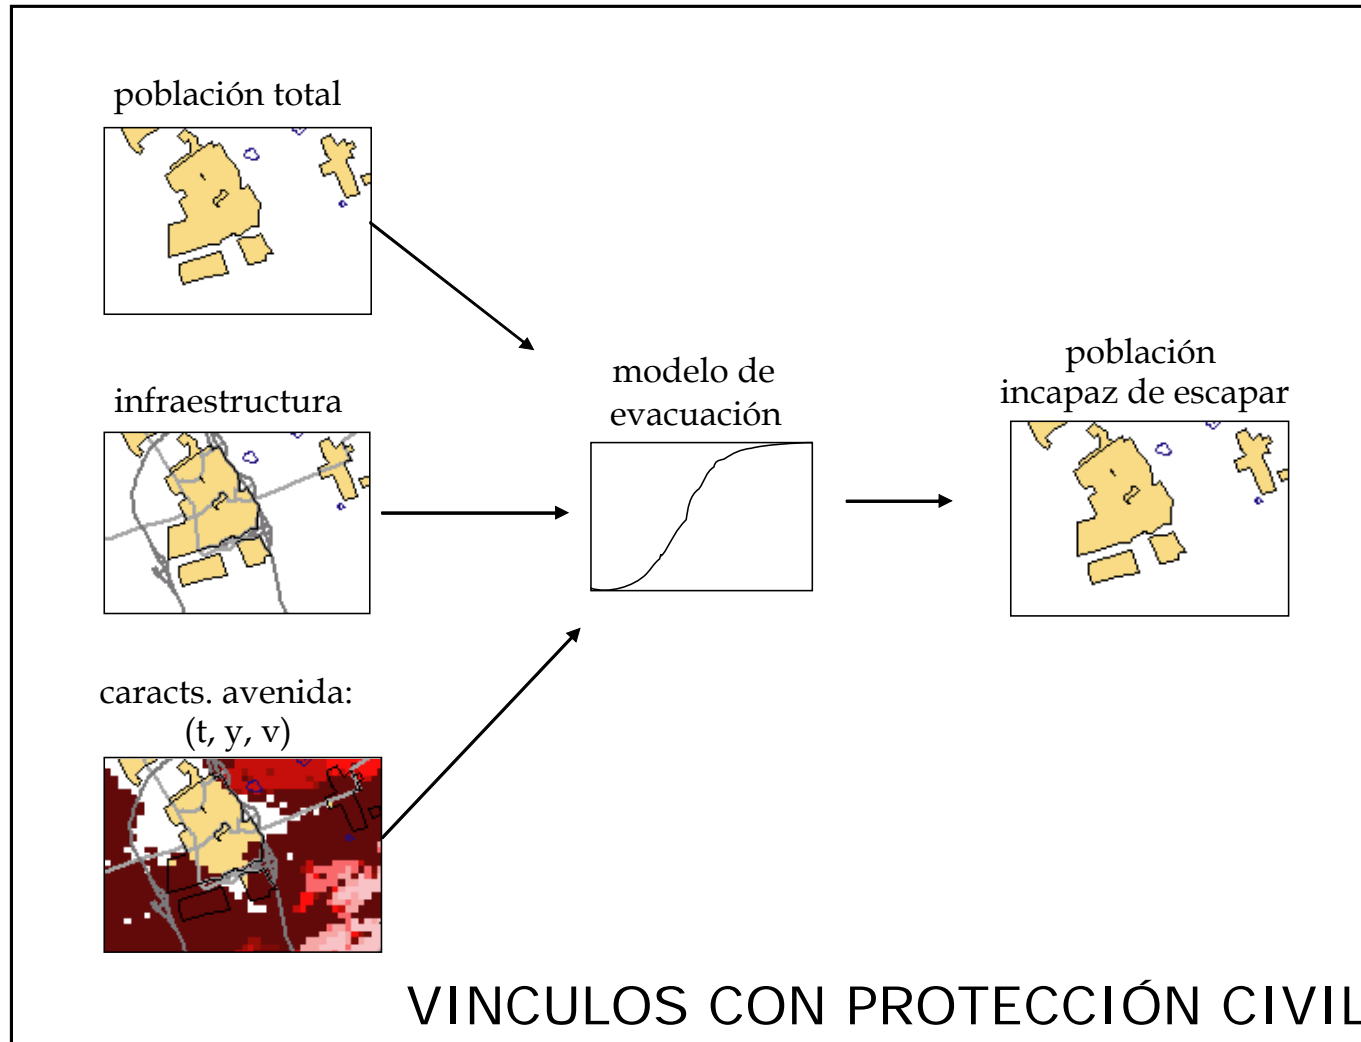 población total
infraestructura
caracts. avenida:
(t, y, v)
modelo de
evacuación
población
incapaz de escapar
VINCULOS CON PROTECCIÓN CIVIL